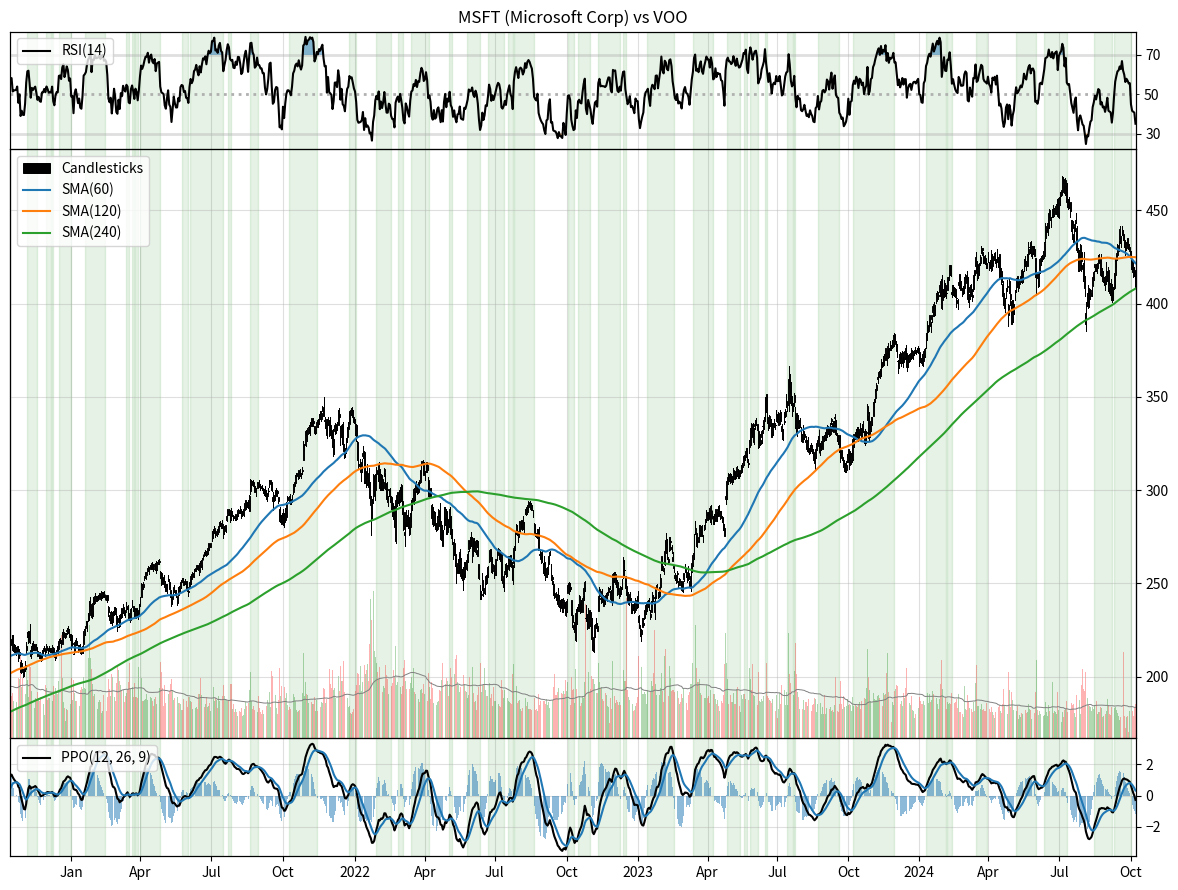 MSFT (Microsoft Corp) vs VOO
RSI(14)
70
50
30
Candlesticks
SMA(60)
SMA(120)
SMA(240)
450
400
350
300
250
200
PPO(12, 26, 9)
2
0
−2
Jan Apr Jul Oct 2022 Apr Jul Oct 2023 Apr Jul Oct 2024 Apr Jul Oct